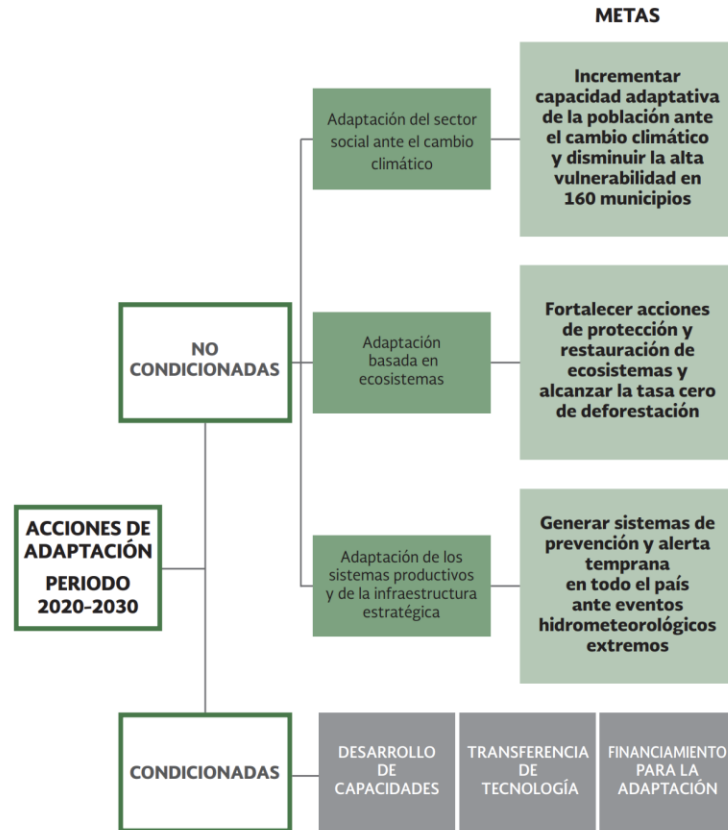 METAS
Adaptación del sector
social ante el cambio
climático
Incrementar
capacidad adaptativa
de la población ante
el cambio climático
y disminuir la alta
vulnerabilidad en
160 municipios
NO
CONDICIONADAS
Adaptación
basada en
ecosistemas
Fortalecer acciones
de protección y
restauración de
ecosistemas y
alcanzar la tasa cero
de deforestación
ACCIONES DE
ADAPTACIÓN
PERIODO
2020-2030
Adaptación de los
sistemas productivos
y de la infraestructura
estratégica
Generar sistemas de
prevención y alerta
temprana
en todo el país
ante eventos
hidrometeorológicos
extremos
CONDICIONADAS
DESARROLLO
DE
CAPACIDADES
TRANSFERENCIA
DE
TECNOLOGÍA
FINANCIAMIENTO
PARA LA
ADAPTACIÓN